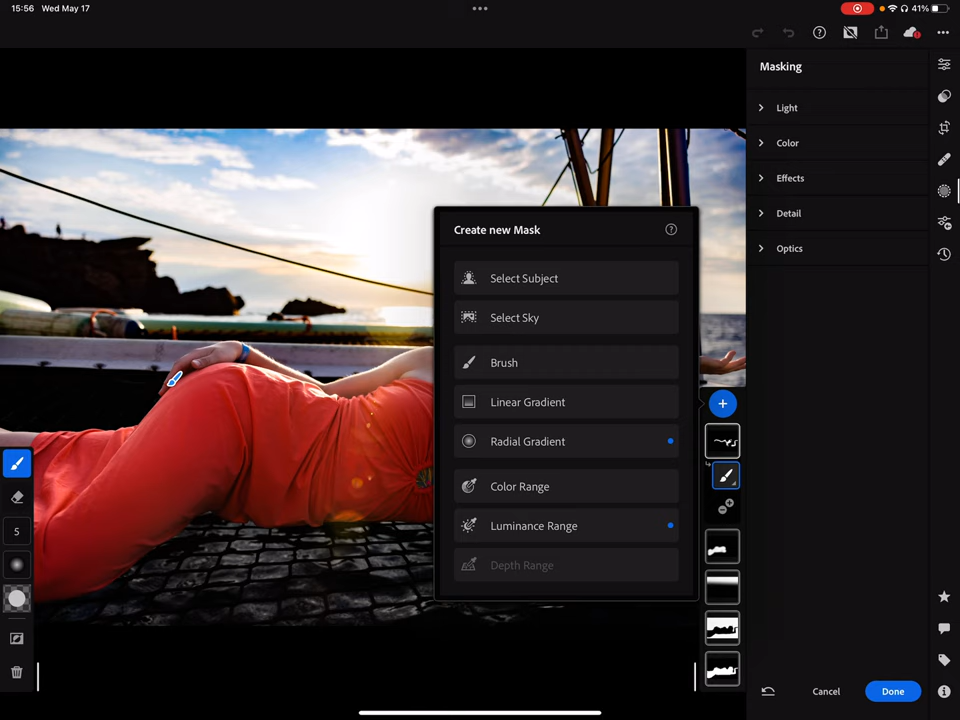 15:56 Wed May 17
41%
Masking
Light
Color
Effects
Detail
Optics
Create new Mask
Select Subject
Select Sky
Brush
Linear Gradient
Radial Gradient
Color Range
Luminance Range
Depth Range
5
Cancel
Done